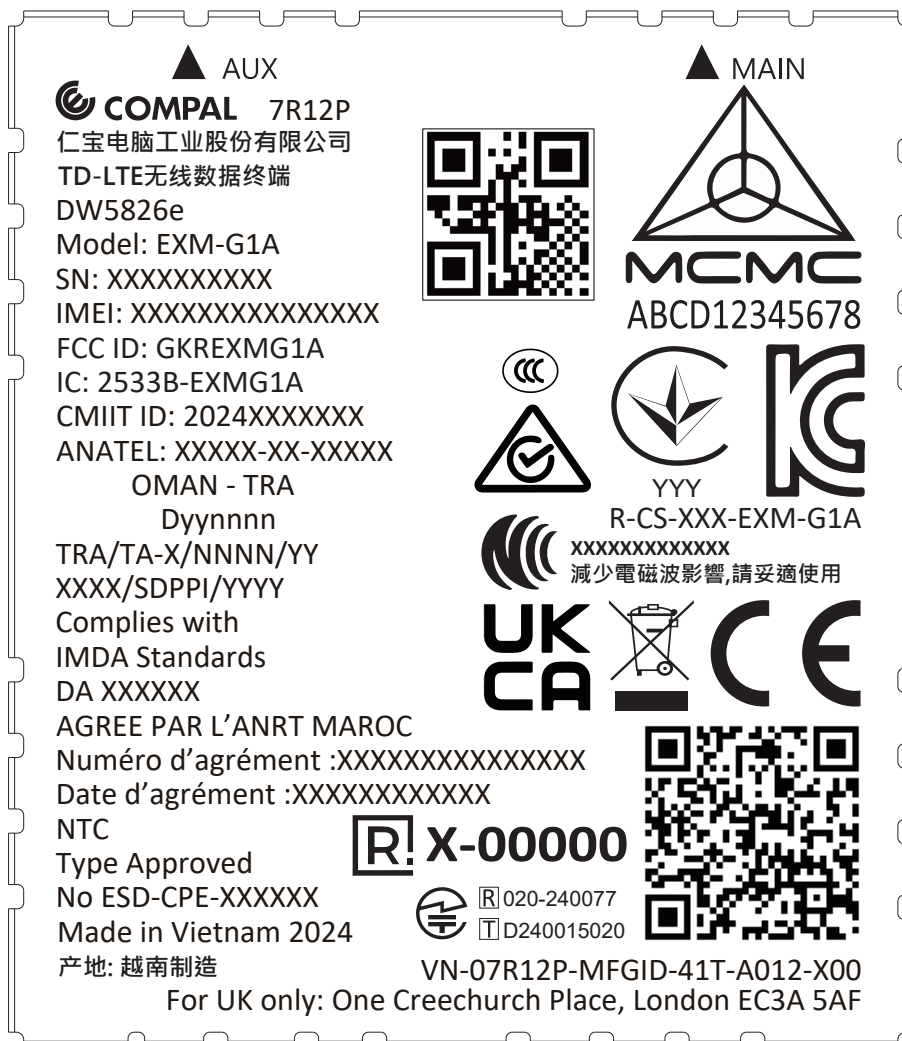 AUX
MAIN
COMPAL 7R12P
仁宝电脑工业股份有限公司
TD-LTE无线数据终端
DW5826e
Model: EXM-G1A
SN: XXXXXXXXXX
IMEI: XXXXXXXXXXXXXXX
FCC ID: GKREXMG1A
IC: 2533B-EXMG1A
CMIIT ID: 2024XXXXXXX
ANATEL: XXXXX-XX-XXXXX
OMAN - TRA
Dyynnnn
TRA/TA-X/NNNN/YY
XXXX/SDPPI/YYYY
Complies with
IMDA Standards
DA XXXXXX
AGREE PAR L’ANRT MAROC
Numéro d’agrément :XXXXXXXXXXXXXXX
Date d’agrément :XXXXXXXXXXXX
NTC
Type Approved
No ESD-CPE-XXXXXX
Made in Vietnam 2024
产地: 越南制造
MCMC
ABCD12345678
CCC
YYY
KC
R-CS-XXX-EXM-G1A
XXXXXXXXXXXXX
減少電磁波影響,請妥適使用
UK
CA
CE
R! X-00000
R 020-240077
T D240015020
VN-07R12P-MFGID-41T-A012-X00
For UK only: One Creechurch Place, London EC3A 5AF